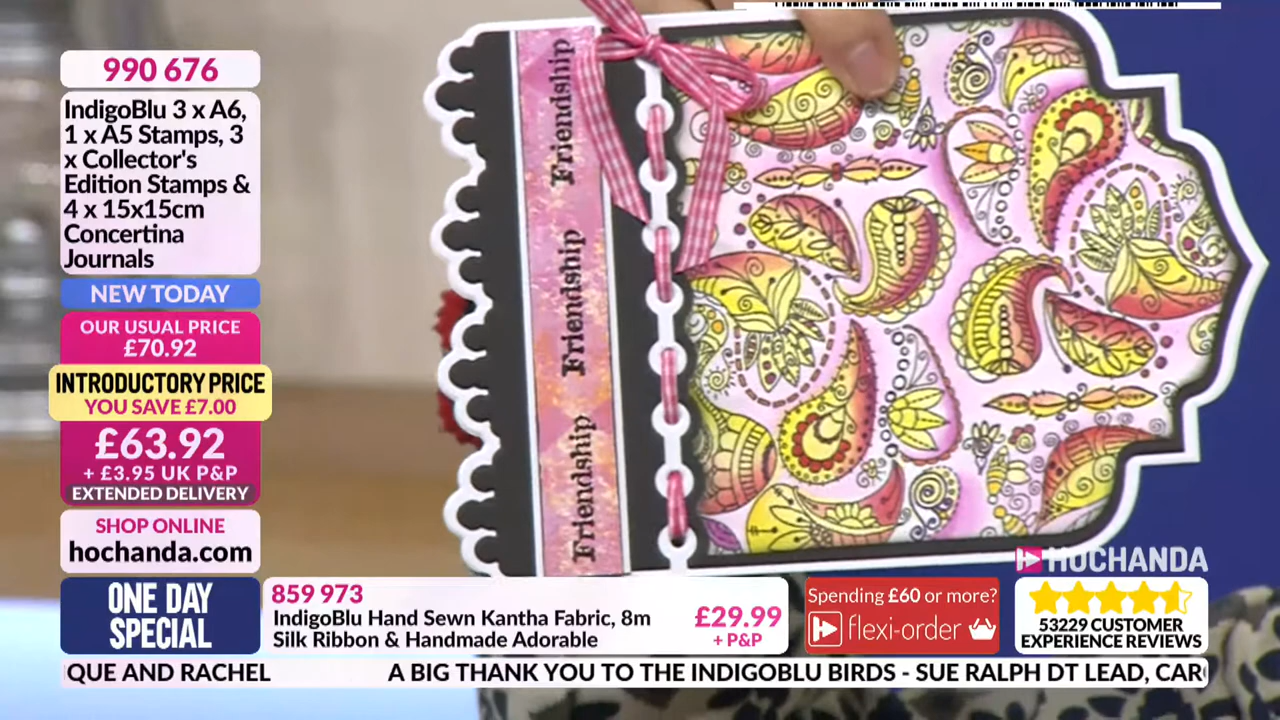 990 676
IndigoBlu 3 x A6,
1 x A5 Stamps, 3
x Collector's
Edition Stamps &
4 x 15x15cm
Concertina
Journals
NEW TODAY
OUR USUAL PRICE
£70.92
INTRODUCTORY PRICE
YOU SAVE £7.00
£63.92
+ £3.95 UK P&P
EXTENDED DELIVERY
SHOP ONLINE
hochanda.com
Friendship
Friendship
Friendship
HOCHANDA
ONE DAY
SPECIAL
859 973
IndigoBlu Hand Sewn Kantha Fabric, 8m
Silk Ribbon & Handmade Adorable
£29.99
+ P&P
Spending £60 or more?
flexi-order
53229 CUSTOMER
EXPERIENCE REVIEWS
QUE AND RACHEL
A BIG THANK YOU TO THE INDIGOBLU BIRDS - SUE RALPH DT LEAD, CAR